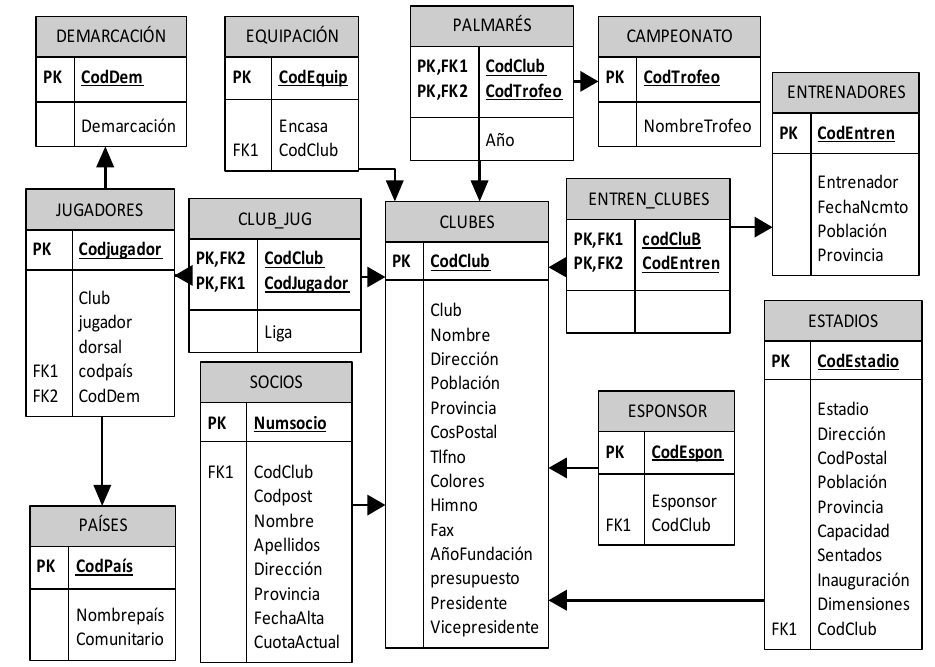 DEMARCACIÓN
PK CodDem
Demarcación
EQUIPACIÓN
PK CodEquip
Encasa
FK1 CodClub
PALMARÉS
PK,FK1 CodClub
PK,FK2 CodTrofeo
Año
CAMPEONATO
PK CodTrofeo
NombreTrofeo
ENTRENADORES
PK CodEntren
Entrenador
FechaNcmto
Población
Provincia
JUGADORES
PK Codjugador
Club
jugador
dorsal
FK1 codpaís
FK2 CodDem
CLUB_JUG
PK,FK2 CodClub
PK,FK1 CodJugador
Liga
CLUBES
PK CodClub
Club
Nombre
Dirección
Población
Provincia
CosPostal
Tlfno
Colores
Himno
Fax
AñoFundación
presupuesto
Presidente
Vicepresidente
ENTREN_CLUBES
PK,FK1 codCluB
PK,FK2 CodEntren
ESTADIOS
PK CodEstadio
Estadio
Dirección
CodPostal
Población
Provincia
Capacidad
Sentados
Inauguración
Dimensiones
FK1 CodClub
SOCIOS
PK Numsocio
FK1 CodClub
Codpost
Nombre
Apellidos
Dirección
Provincia
FechaAlta
CuotaActual
ESPONSOR
PK CodEspon
Esponsor
FK1 CodClub
PAÍSES
PK CodPaís
Nombrepaís
Comunitario